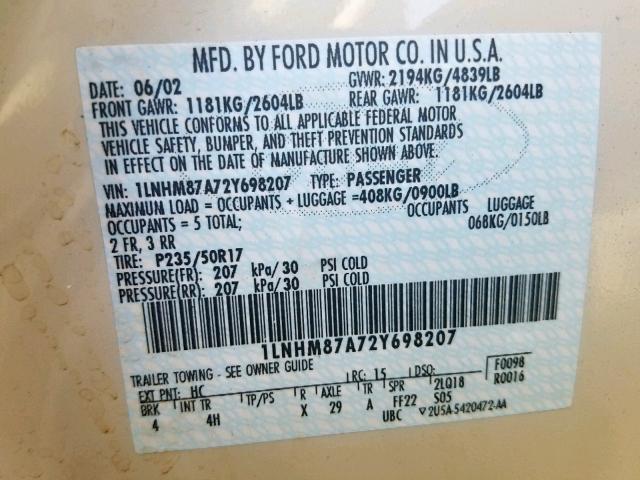 MFD. BY FORD MOTOR CO. IN U.S.A.
DATE: 06/02 GVWR: 2194KG/4839LB
FRONT GAWR: 1181KG/2604LB REAR GAWR: 1181KG/2604LB
THIS VEHICLE CONFORMS TO ALL APPLICABLE FEDERAL MOTOR
VEHICLE SAFETY, BUMPER, AND THEFT PREVENTION STANDARDS
IN EFFECT ON THE DATE OF MANUFACTURE SHOWN ABOVE.
VIN: 1LNHM87A72Y698207 TYPE: PASSENGER
MAXIMUM LOAD = OCCUPANTS + LUGGAGE =408KG/0900LB
OCCUPANTS = 5 TOTAL; OCCUPANTS LUGGAGE
2 FR, 3 RR 068KG/0150LB
TIRE: P235/50R17
PRESSURE(FR): 207 kPa/30 PSI COLD
PRESSURE(RR): 207 kPa/30 PSI COLD
1LNHM87A72Y698207
TRAILER TOWING - SEE OWNER GUIDE
EXT PNT: HC RC: 15 DSO: F0098
BRK INT TR TP/PS R AXLE TR SPR 2LQ18 R0016
4 4H X 29 A FF22 S05
UBC ▽2U5A-5420472-AA